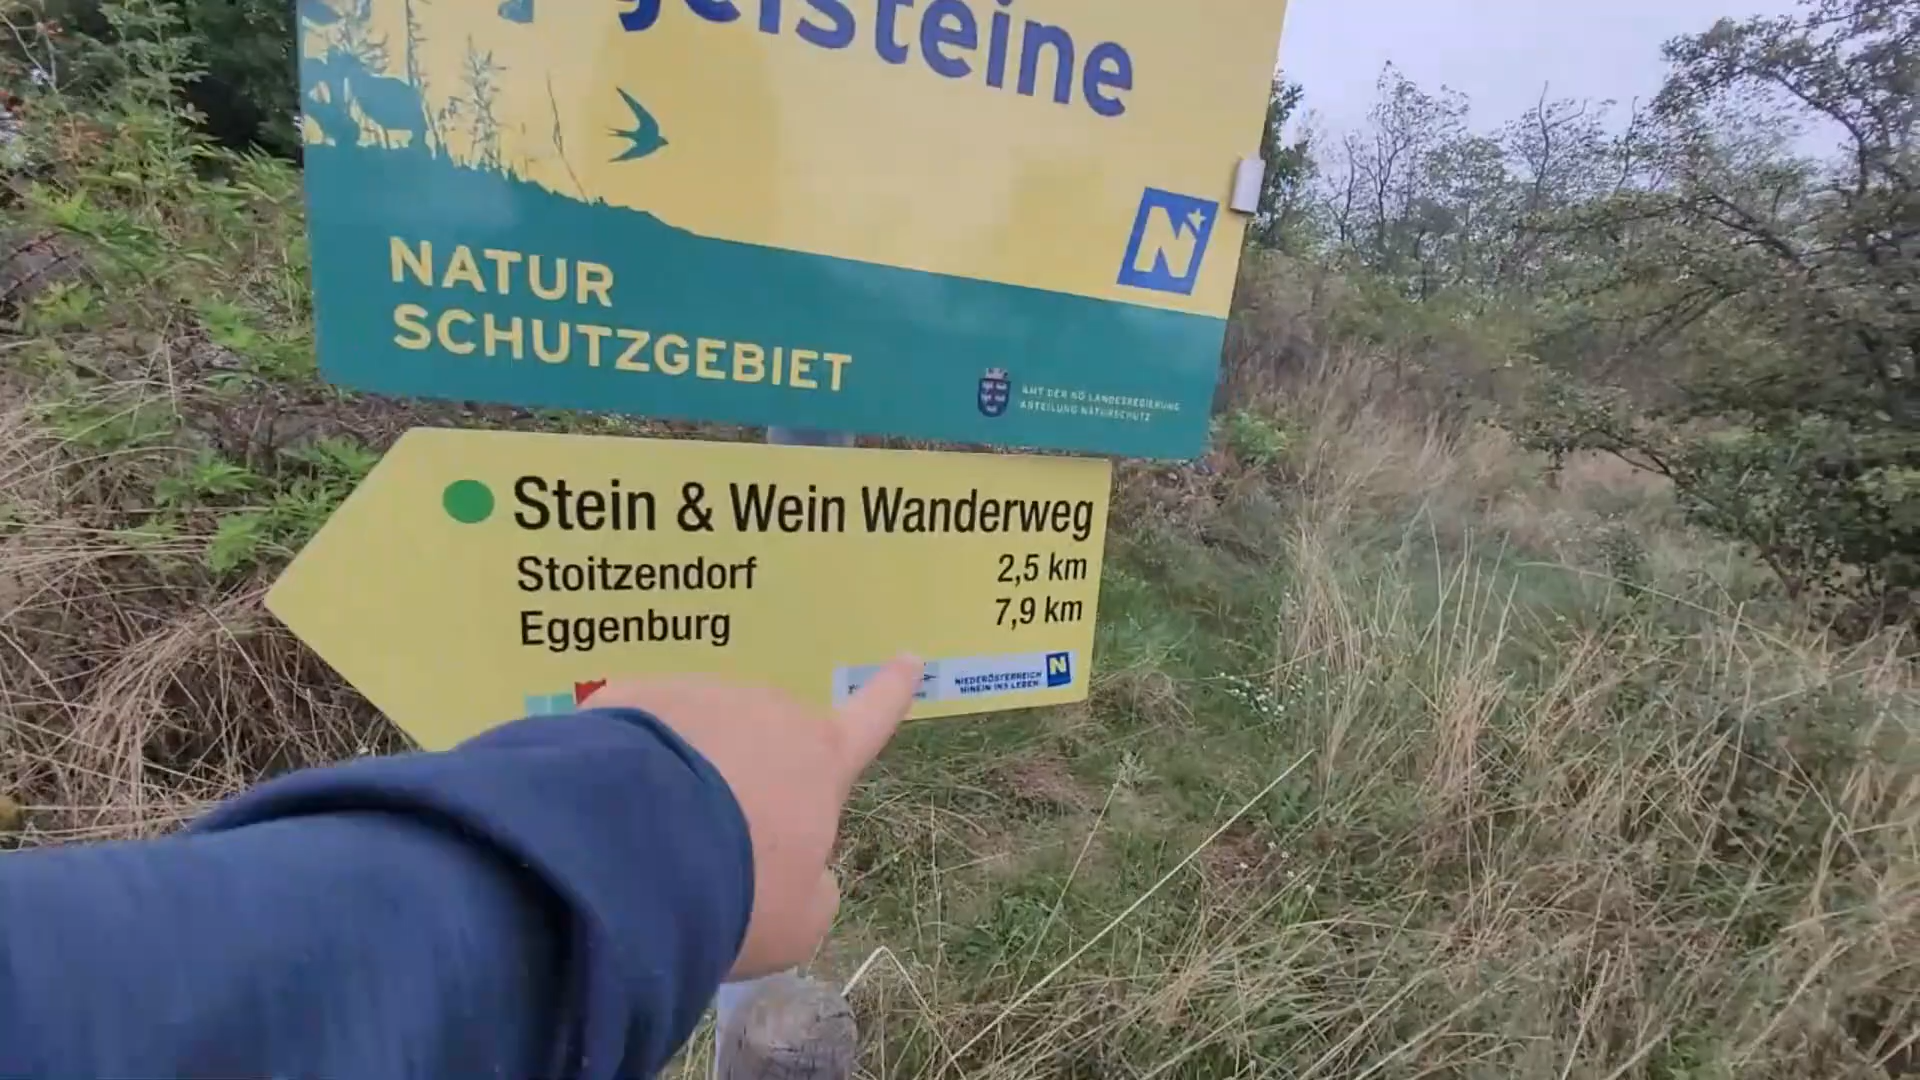 NATUR
SCHUTZGEBIET
AMT DER NÖ LANDESREGIERUNG
ABTEILUNG NATURSCHUTZ
Stein & Wein Wanderweg
Stoitzendorf 2,5 km
Eggenburg 7,9 km
NIEDERÖSTERREICH
HINEIN INS LEBEN.
N